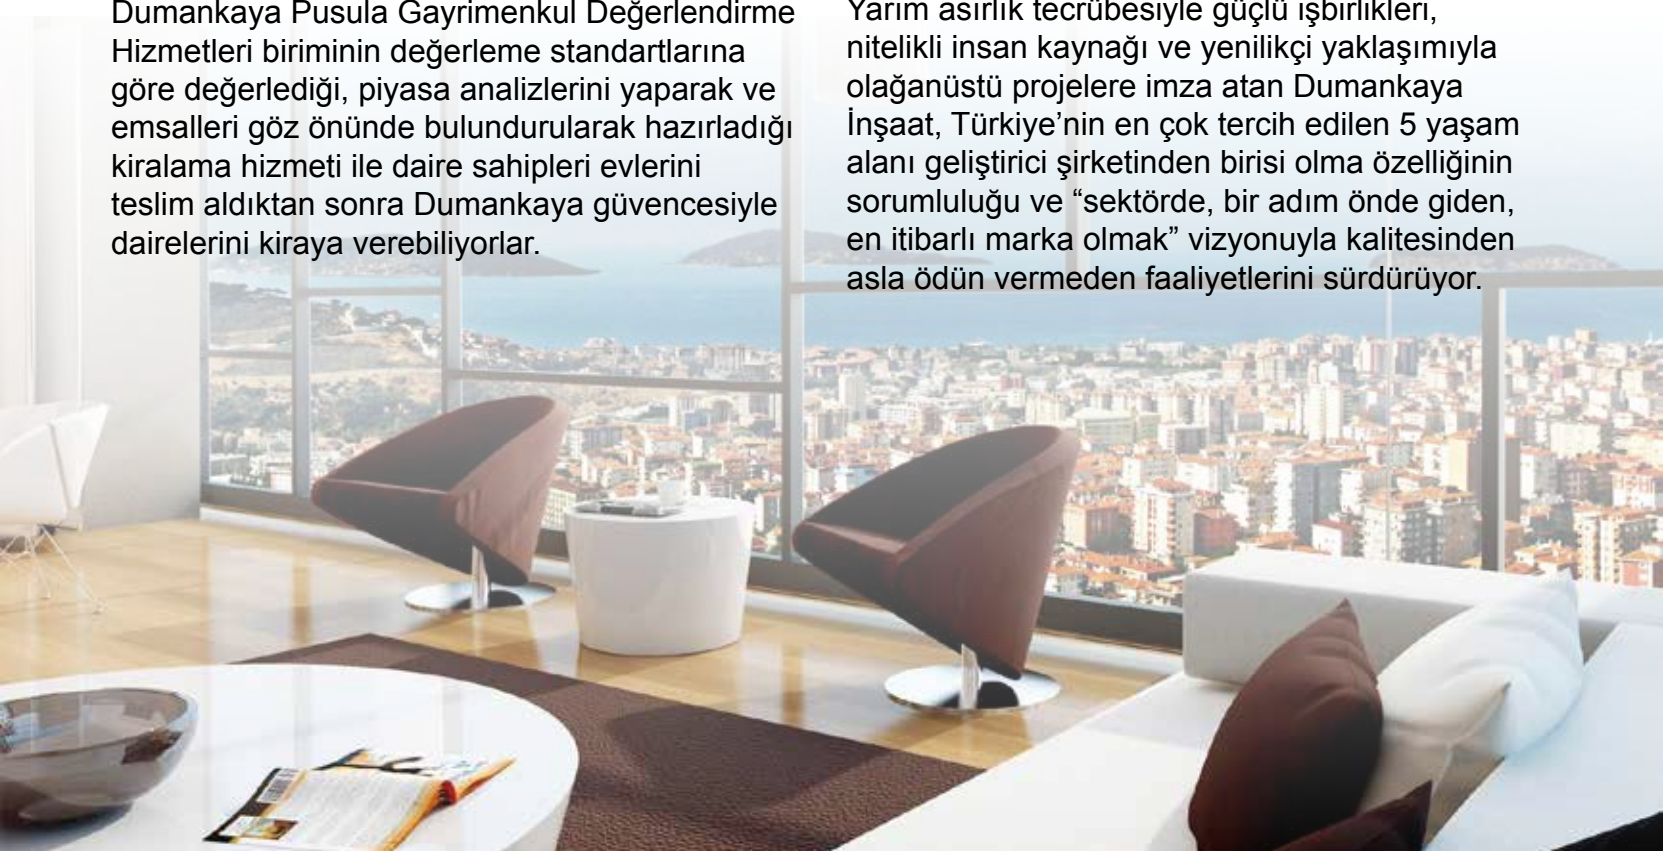 Dumankaya Pusula Gayrimenkul Değerlendirme
Hizmetleri biriminin değerleme standartlarına
göre değerlediği, piyasa analizlerini yaparak ve
emsalleri göz önünde bulundurularak hazırladığı
kiralama hizmeti ile daire sahipleri evlerini
teslim aldıktan sonra Dumankaya güvencesiyle
dairelerini kiraya verebiliyorlar.
Yarım asırlık tecrübesiyle güçlü işbirlikleri,
nitelikli insan kaynağı ve yenilikçi yaklaşımıyla
olağanüstü projelere imza atan Dumankaya
İnşaat, Türkiye’nin en çok tercih edilen 5 yaşam
alanı geliştirici şirketinden birisi olma özelliğinin
sorumluluğu ve “sektörde, bir adım önde giden,
en itibarlı marka olmak” vizyonuyla kalitesinden
asla ödün vermeden faaliyetlerini sürdürüyor.